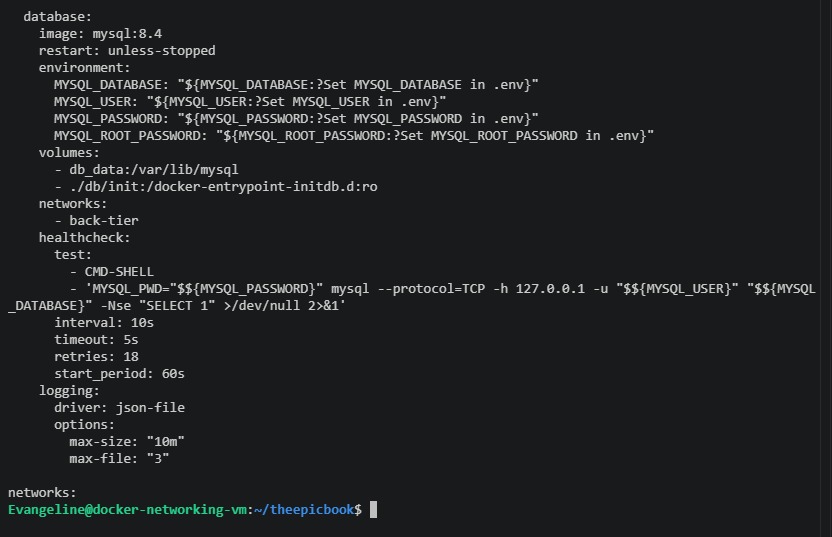 database:
image: mysql:8.4
restart: unless-stopped
environment:
MYSQL_DATABASE: "${MYSQL_DATABASE:?Set MYSQL_DATABASE in .env}"
MYSQL_USER: "${MYSQL_USER:?Set MYSQL_USER in .env}"
MYSQL_PASSWORD: "${MYSQL_PASSWORD:?Set MYSQL_PASSWORD in .env}"
MYSQL_ROOT_PASSWORD: "${MYSQL_ROOT_PASSWORD:?Set MYSQL_ROOT_PASSWORD in .env}"
volumes:
- db_data:/var/lib/mysql
- ./db/init:/docker-entrypoint-initdb.d:ro
networks:
- back-tier
healthcheck:
test:
- CMD-SHELL
- 'MYSQL_PWD="$${MYSQL_PASSWORD}" mysql --protocol=TCP -h 127.0.0.1 -u "$${MYSQL_USER}" "$${MYSQL
_DATABASE}" -Nse "SELECT 1" >/dev/null 2>&1'
interval: 10s
timeout: 5s
retries: 18
start_period: 60s
logging:
driver: json-file
options:
max-size: "10m"
max-file: "3"
networks:
Evangeline@docker-networking-vm:~/theepicbook$